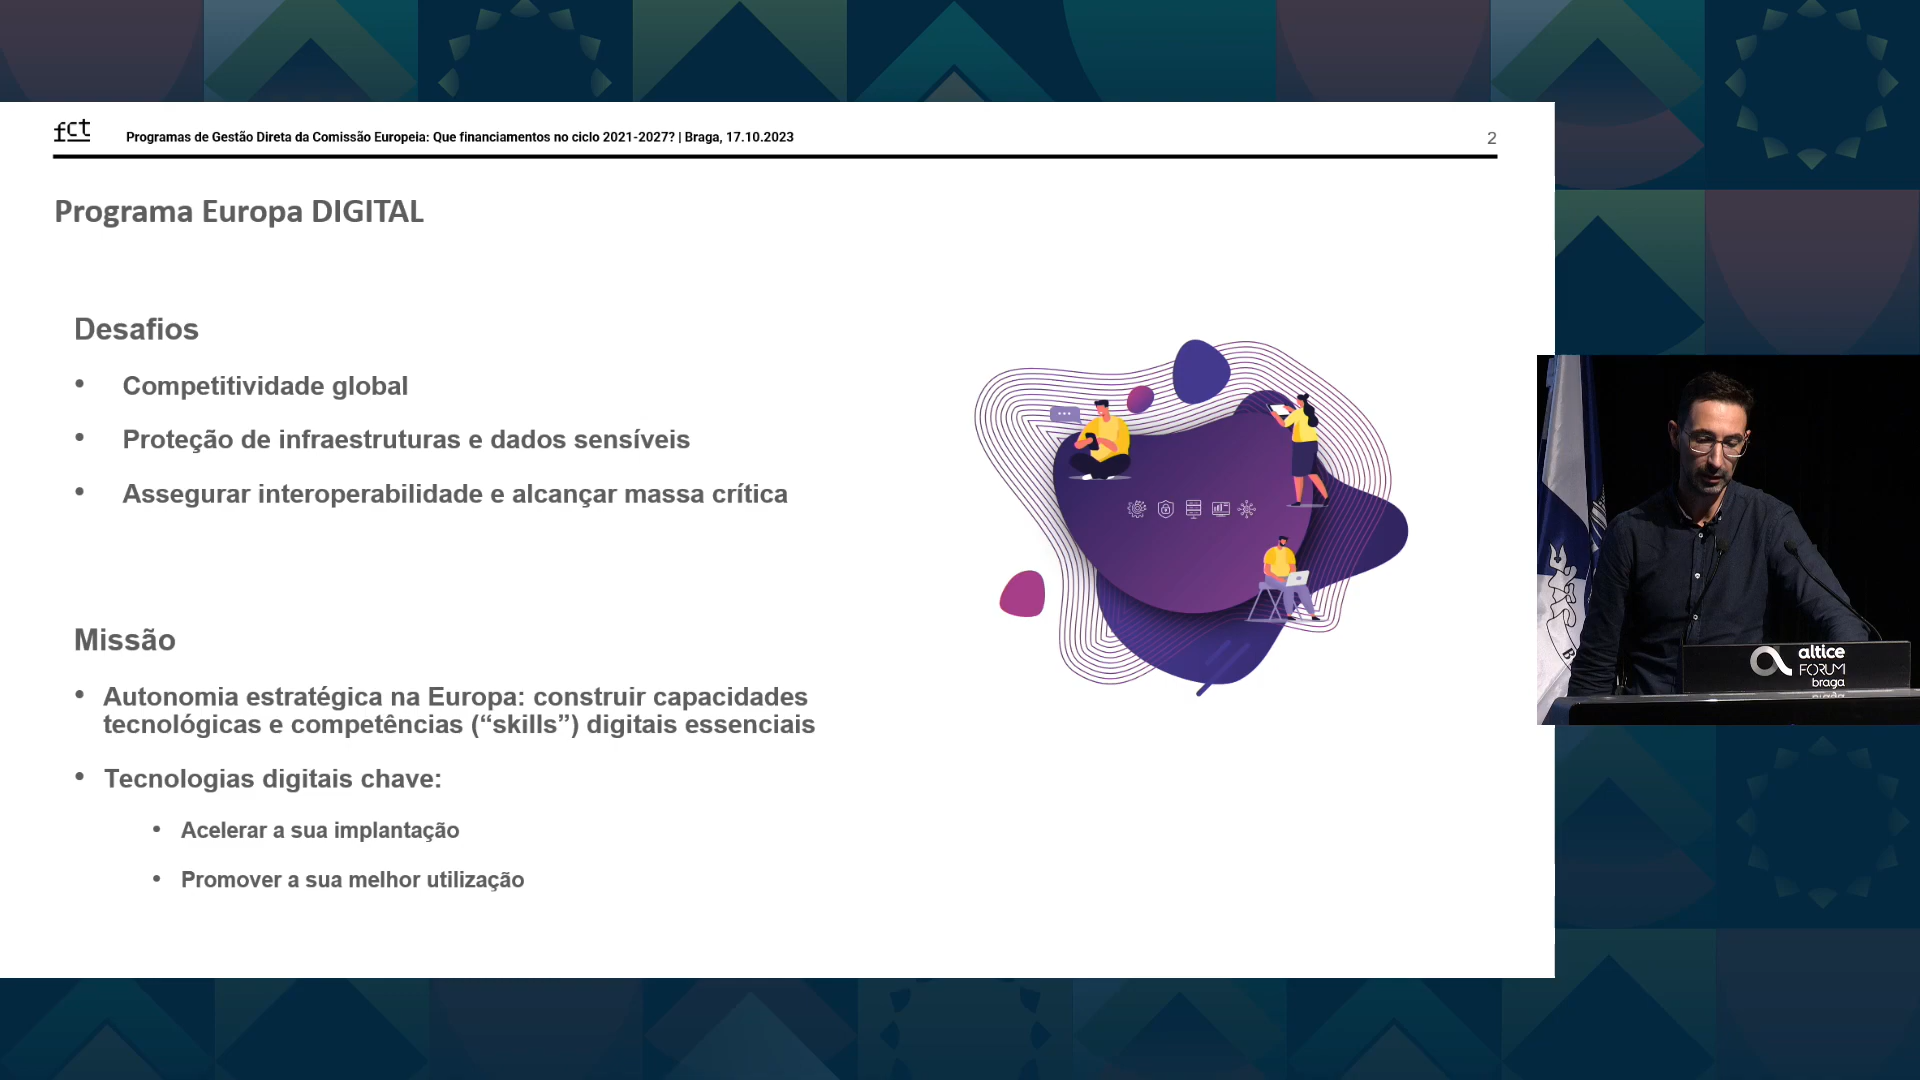 fct
Programas de Gestão Direta da Comissão Europeia: Que financiamentos no ciclo 2021-2027? | Braga, 17.10.2023
2
Programa Europa DIGITAL
Desafios
• Competitividade global
• Proteção de infraestruturas e dados sensíveis
• Assegurar interoperabilidade e alcançar massa crítica
Missão
• Autonomia estratégica na Europa: construir capacidades
tecnológicas e competências (“skills”) digitais essenciais
• Tecnologias digitais chave:
• Acelerar a sua implantação
• Promover a sua melhor utilização
altice
FORUM
braga